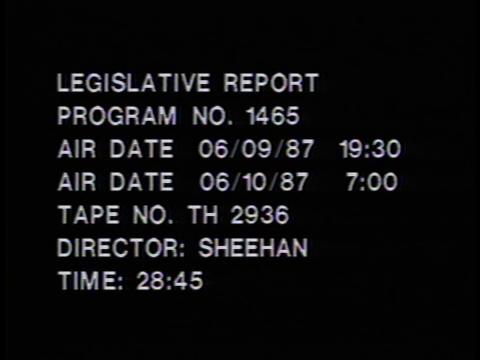 LEGISLATIVE REPORT
PROGRAM NO. 1465
AIR DATE 06/09/87 19:30
AIR DATE 06/10/87 7:00
TAPE NO. TH 2936
DIRECTOR: SHEEHAN
TIME: 28:45